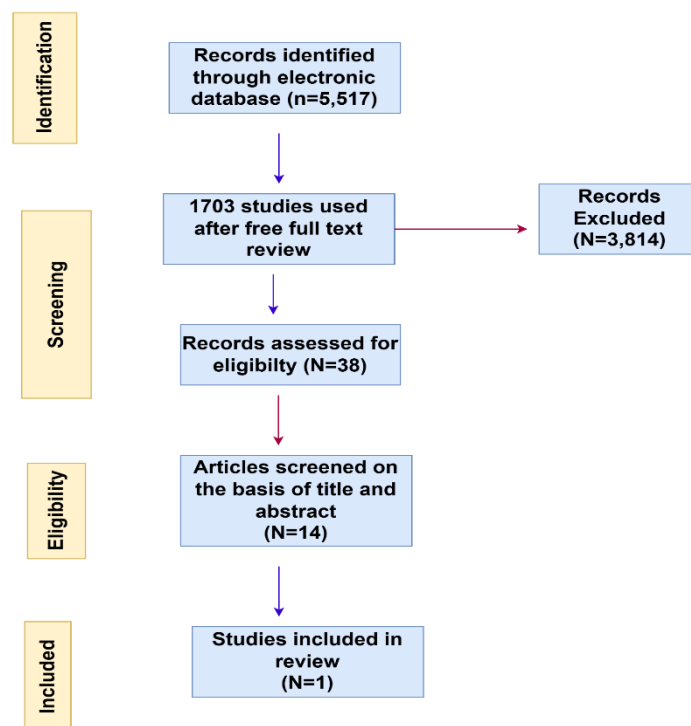 Identification
Records identified
through electronic
database (n=5,517)
1703 studies used
after free full text
review
Records
Excluded
(N=3,814)
Screening
Records assessed for
eligibilty (N=38)
Eligibility
Articles screened on
the basis of title and
abstract
(N=14)
Included
Studies included in
review
(N=1)